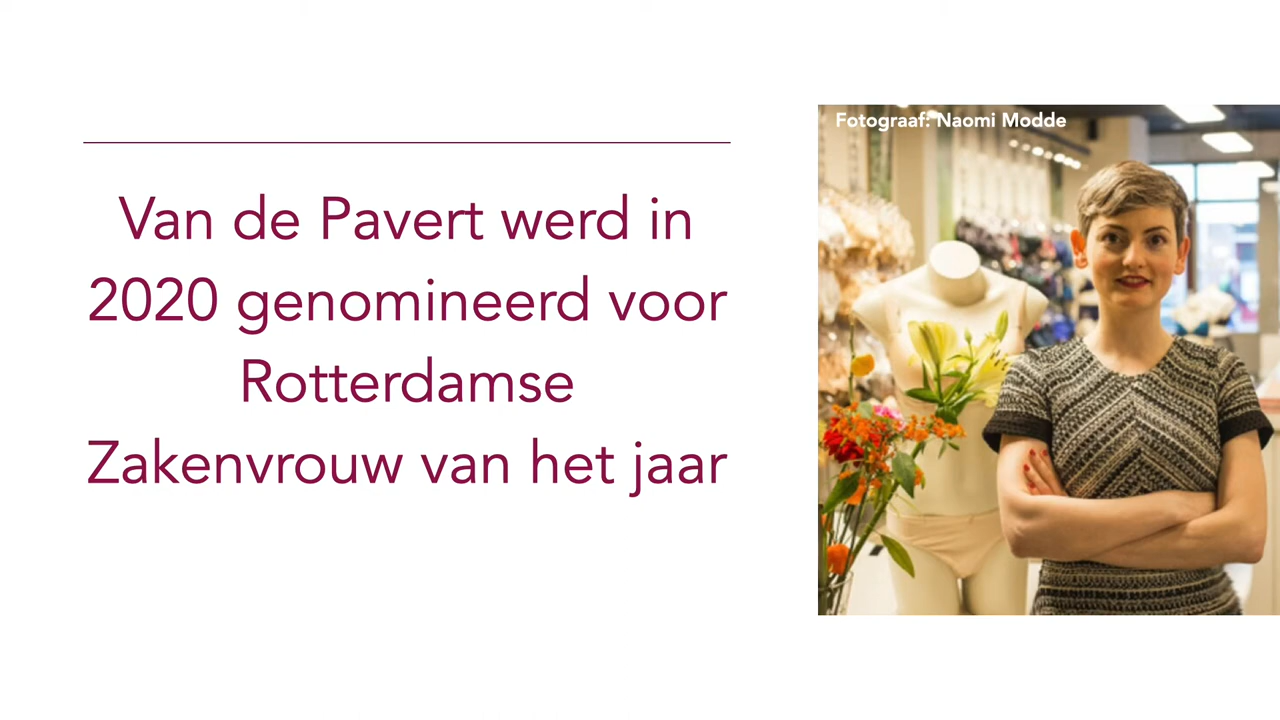 Fotograaf: Naomi Modde
Van de Pavert werd in
2020 genomineerd voor
Rotterdamse
Zakenvrouw van het jaar